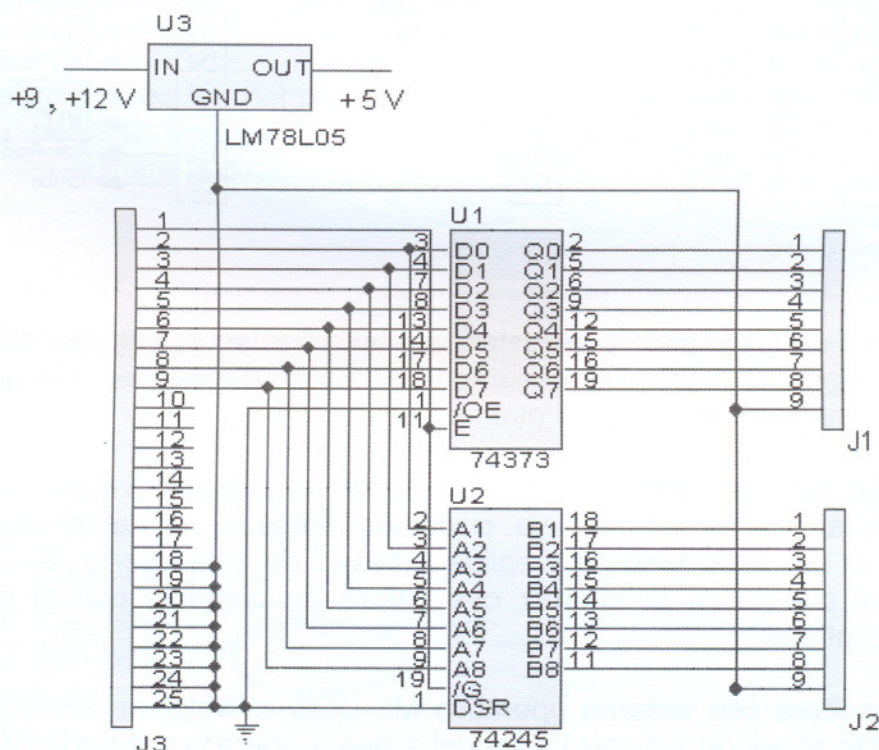 U3
IN OUT
GND
+9 , +12 V
+ 5 V
LM78L05
U1
1
2
3
4
5
6
7
8
9
10
11
12
13
14
15
16
17
18
19
20
21
22
23
24
25
J3
3 D0 Q0 2 1
4 D1 Q1 5 2
7 D2 Q2 6 3
8 D3 Q3 9 4
13 D4 Q4 12 5
14 D5 Q5 15 6
17 D6 Q6 16 7
18 D7 Q7 19 8
1 /OE 9
11 E
74373
J1
U2
2 A1 B1 18 1
3 A2 B2 17 2
4 A3 B3 16 3
5 A4 B4 15 4
6 A5 B5 14 5
7 A6 B6 13 6
8 A7 B7 12 7
9 A8 B8 11 8
19 /G 9
1 DSR
74245
J2